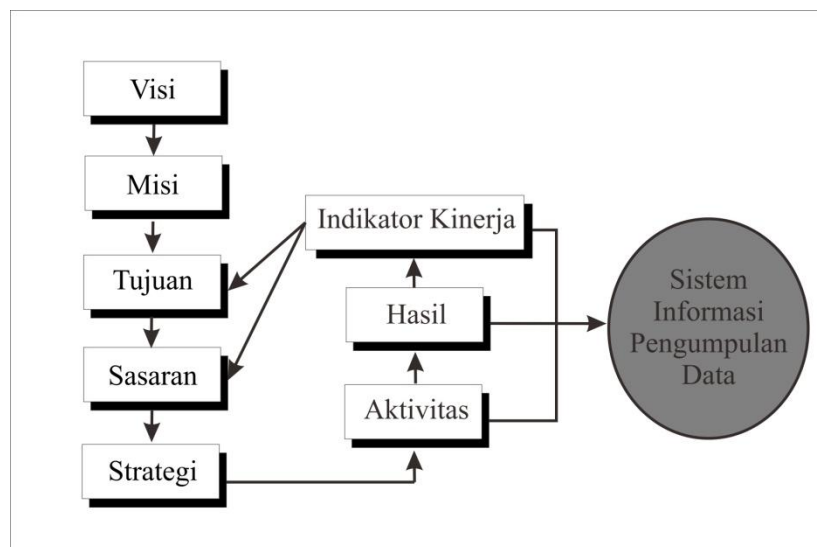 Visi
Misi
Tujuan
Sasaran
Strategi
Indikator Kinerja
Hasil
Aktivitas
Sistem
Informasi
Pengumpulan
Data